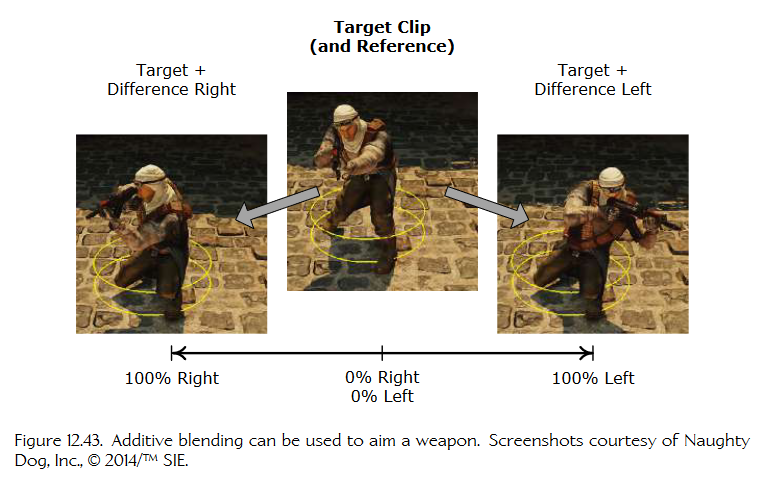 Target Clip
(and Reference)
Target +
Difference Right
Target +
Difference Left
100% Right
0% Right
0% Left
100% Left
Figure 12.43. Additive blending can be used to aim a weapon. Screenshots courtesy of Naughty
Dog, Inc., © 2014/™ SIE.